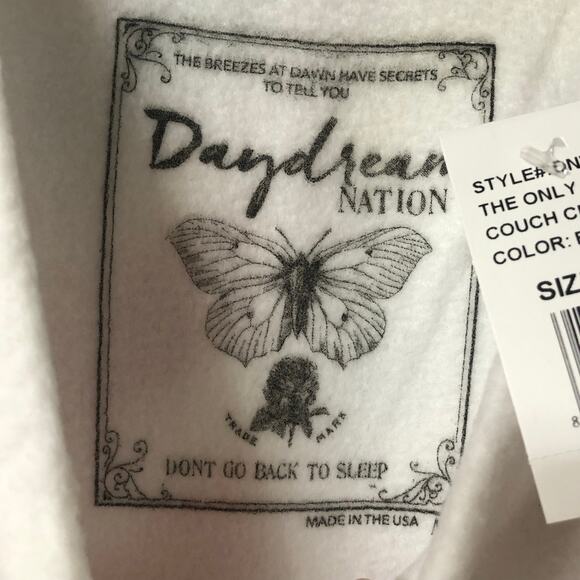 THE BREEZES AT DAWN HAVE SECRETS
TO TELL YOU
Daydream
NATION
TRADE MARK
DONT GO BACK TO SLEEP
MADE IN THE USA
STYLE#:
THE ONLY
COUCH
COLOR:
8